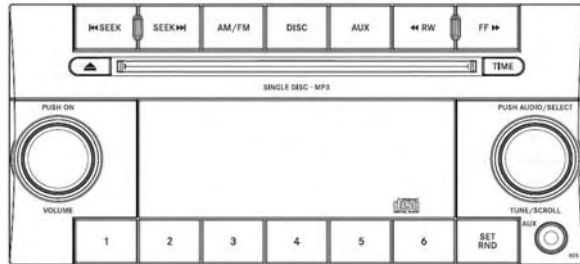 SEEK SEEK AM/FM DISC AUX RW FF
TIME
SINGLE DISC - MP3
PUSH ON PUSH AUDIO/SELECT
VOLUME TUNE/SCROLL
AUX
1 2 3 4 5 6 SET RND